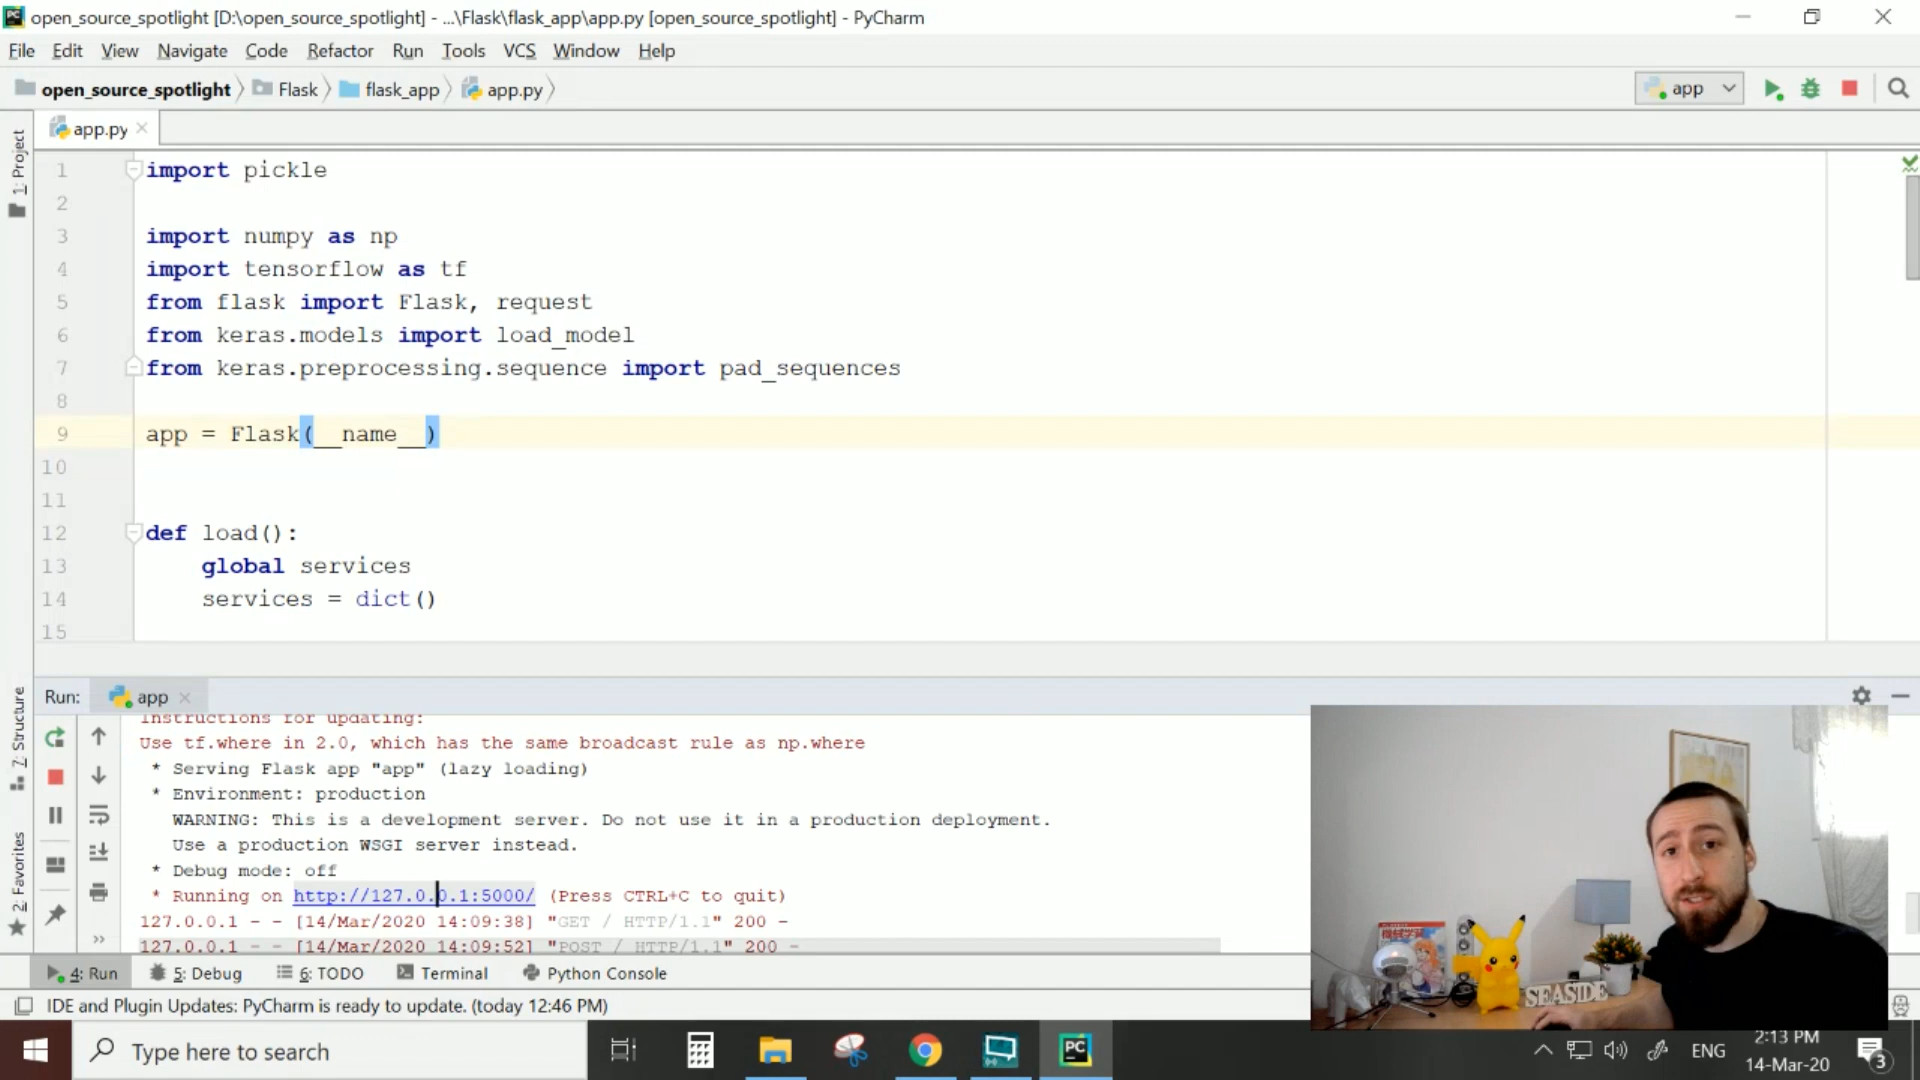 open_source_spotlight [D:\open_source_spotlight] - ...\Flask\flask_app\app.py [open_source_spotlight] - PyCharm
File Edit View Navigate Code Refactor Run Tools VCS Window Help
open_source_spotlight Flask flask_app app.py app
app.py
1: Project
1 import pickle
2
3 import numpy as np
4 import tensorflow as tf
5 from flask import Flask, request
6 from keras.models import load_model
7 from keras.preprocessing.sequence import pad_sequences
8
9 app = Flask(__name__)
10
11
12 def load():
13 global services
14 services = dict()
15
7: Structure
2: Favorites
Run: app
Instructions for updating:
Use tf.where in 2.0, which has the same broadcast rule as np.where
* Serving Flask app "app" (lazy loading)
* Environment: production
WARNING: This is a development server. Do not use it in a production deployment.
Use a production WSGI server instead.
* Debug mode: off
* Running on http://127.0.0.1:5000/ (Press CTRL+C to quit)
127.0.0.1 - - [14/Mar/2020 14:09:38] "GET / HTTP/1.1" 200 -
127.0.0.1 - - [14/Mar/2020 14:09:52] "POST / HTTP/1.1" 200 -
4: Run 5: Debug 6: TODO Terminal Python Console
IDE and Plugin Updates: PyCharm is ready to update. (today 12:46 PM)
SEASIDE
Type here to search
PC
ENG
2:13 PM
14-Mar-20
3